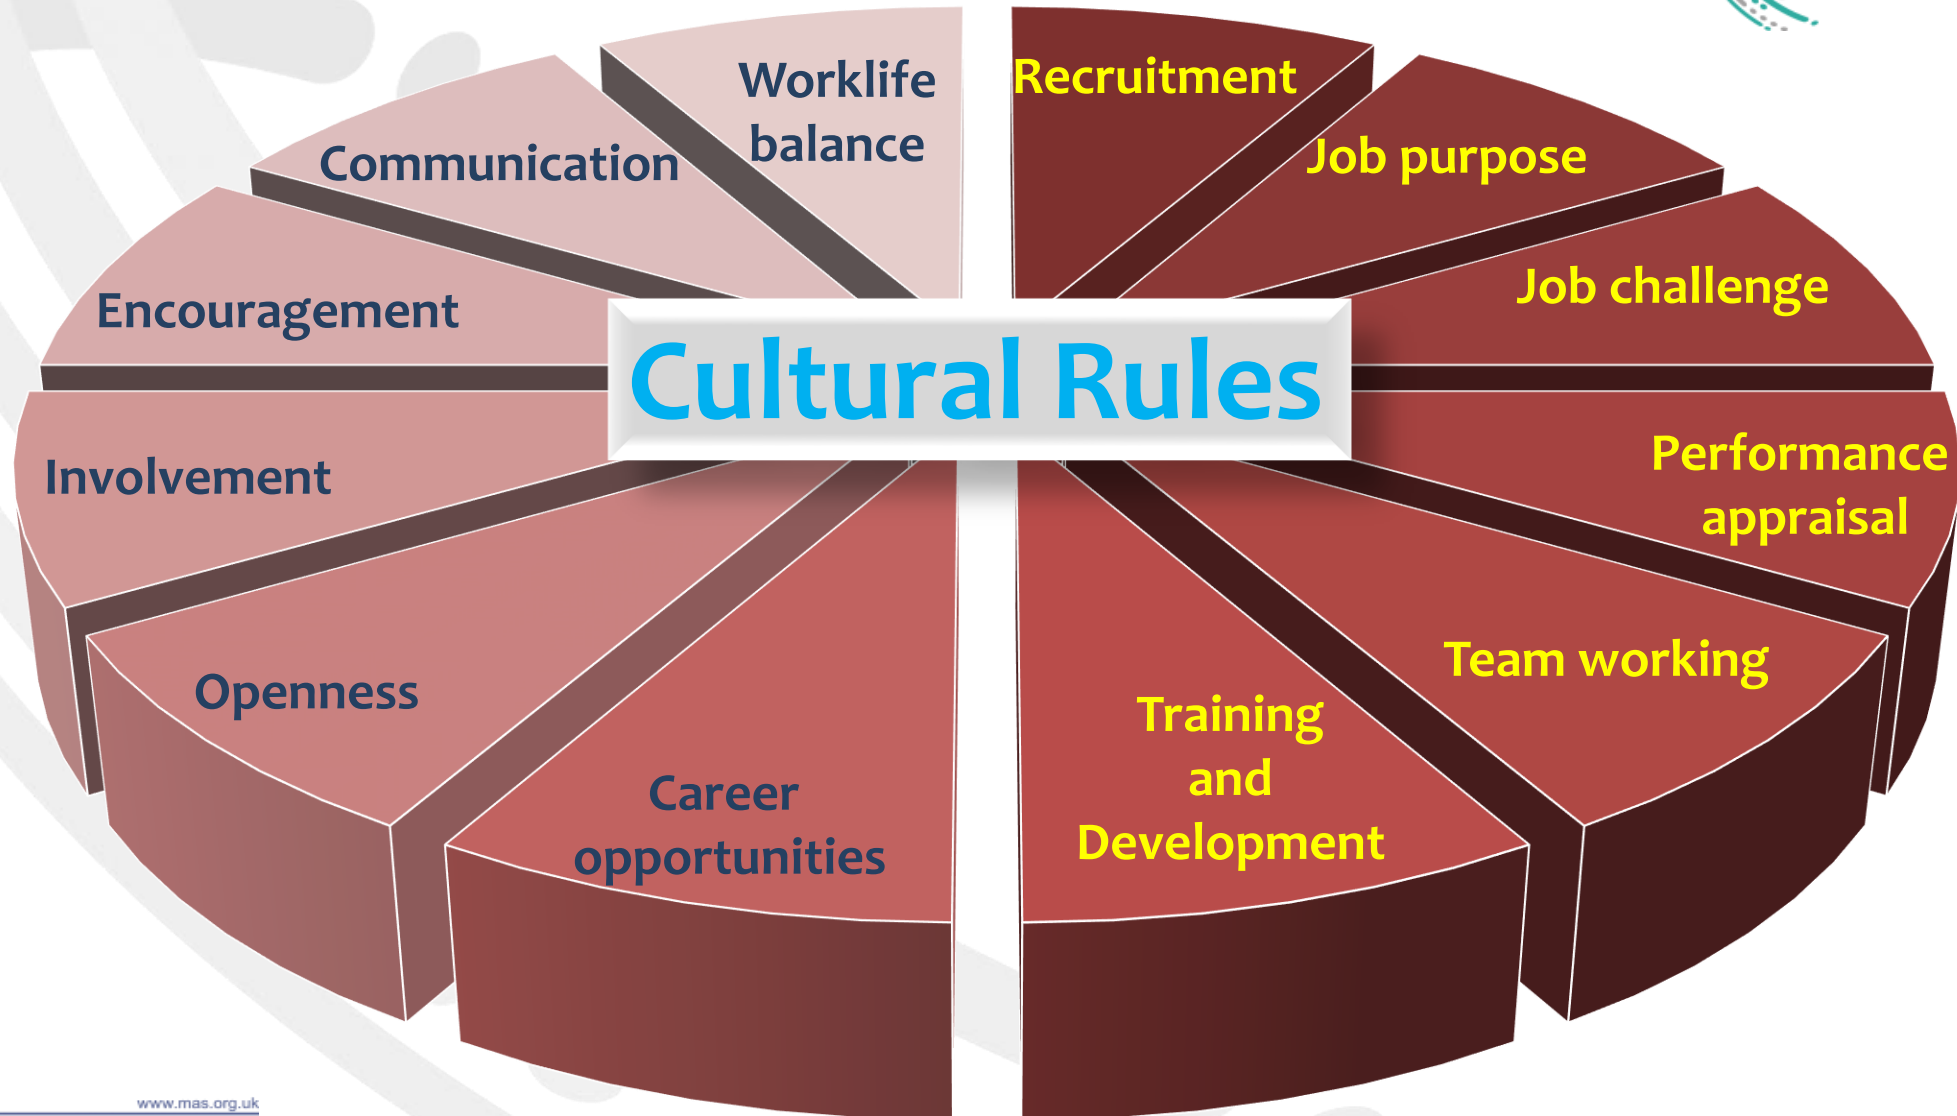 Worklife
balance
Recruitment
Job purpose
Job challenge
Performance
appraisal
Team working
Training
and
Development
Career
opportunities
Openness
Involvement
Encouragement
Communication
Cultural Rules
www.mas.org.uk